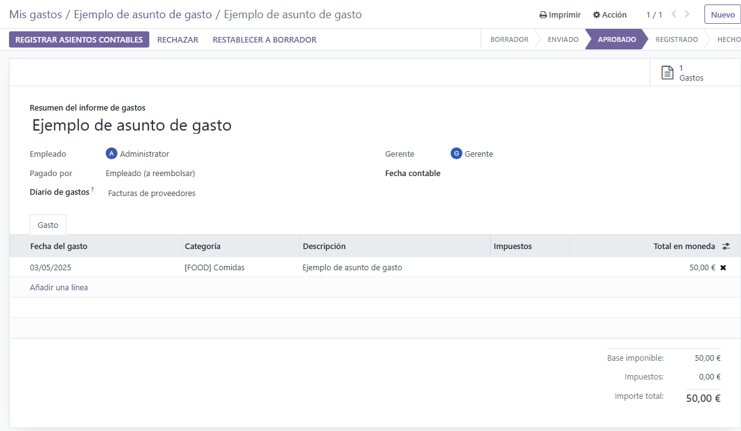 Mis gastos / Ejemplo de asunto de gasto / Ejemplo de asunto de gasto Imprimir Acción 1 / 1 Nuevo
REGISTRAR ASIENTOS CONTABLES RECHAZAR RESTABLECER A BORRADOR BORRADOR ENVIADO APROBADO REGISTRADO HECHO
1
Gastos
Resumen del informe de gastos
Ejemplo de asunto de gasto
Empleado A Administrator Gerente G Gerente
Pagado por Empleado (a reembolsar) Fecha contable
Diario de gastos ? Facturas de proveedores
Gasto
Fecha del gasto Categoría Descripción Impuestos Total en moneda
03/05/2025 [FOOD] Comidas Ejemplo de asunto de gasto 50,00 €
Añadir una línea
Base imponible: 50,00 €
Impuestos: 0,00 €
Importe total: 50,00 €